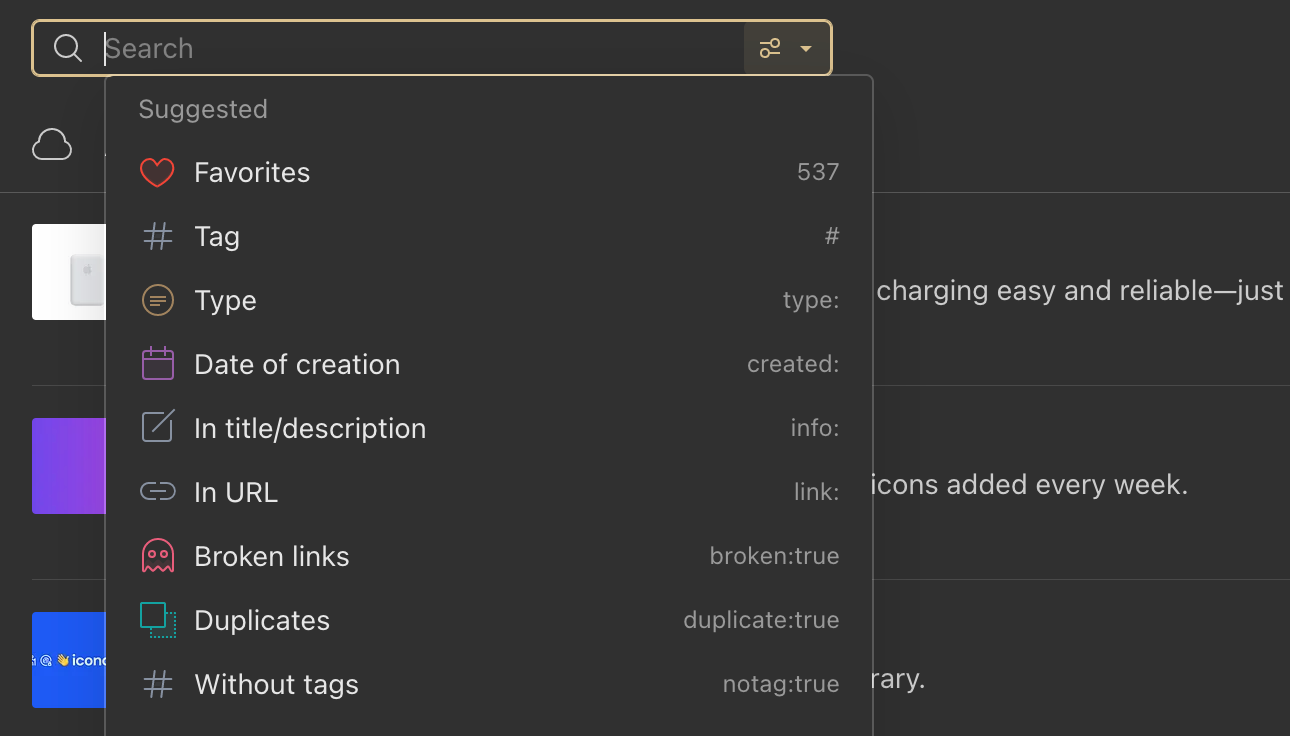 Search
Suggested
Favorites 537
Tag #
Type type:
Date of creation created:
charging easy and reliable—just
In title/description info:
In URL link:
icons added every week.
Broken links broken:true
Duplicates duplicate:true
Without tags notag:true
rary.